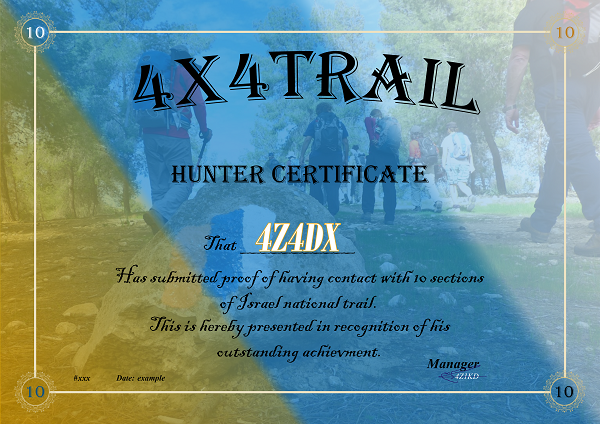 10 10
4X4TRAIL
HUNTER CERTIFICATE
That 4Z4DX
Has submitted proof of having contact with 10 sections
of Israel national trail.
This is hereby presented in recognition of his
outstanding achievment.
Manager
#xxx Date: example 4Z1KD
10 10